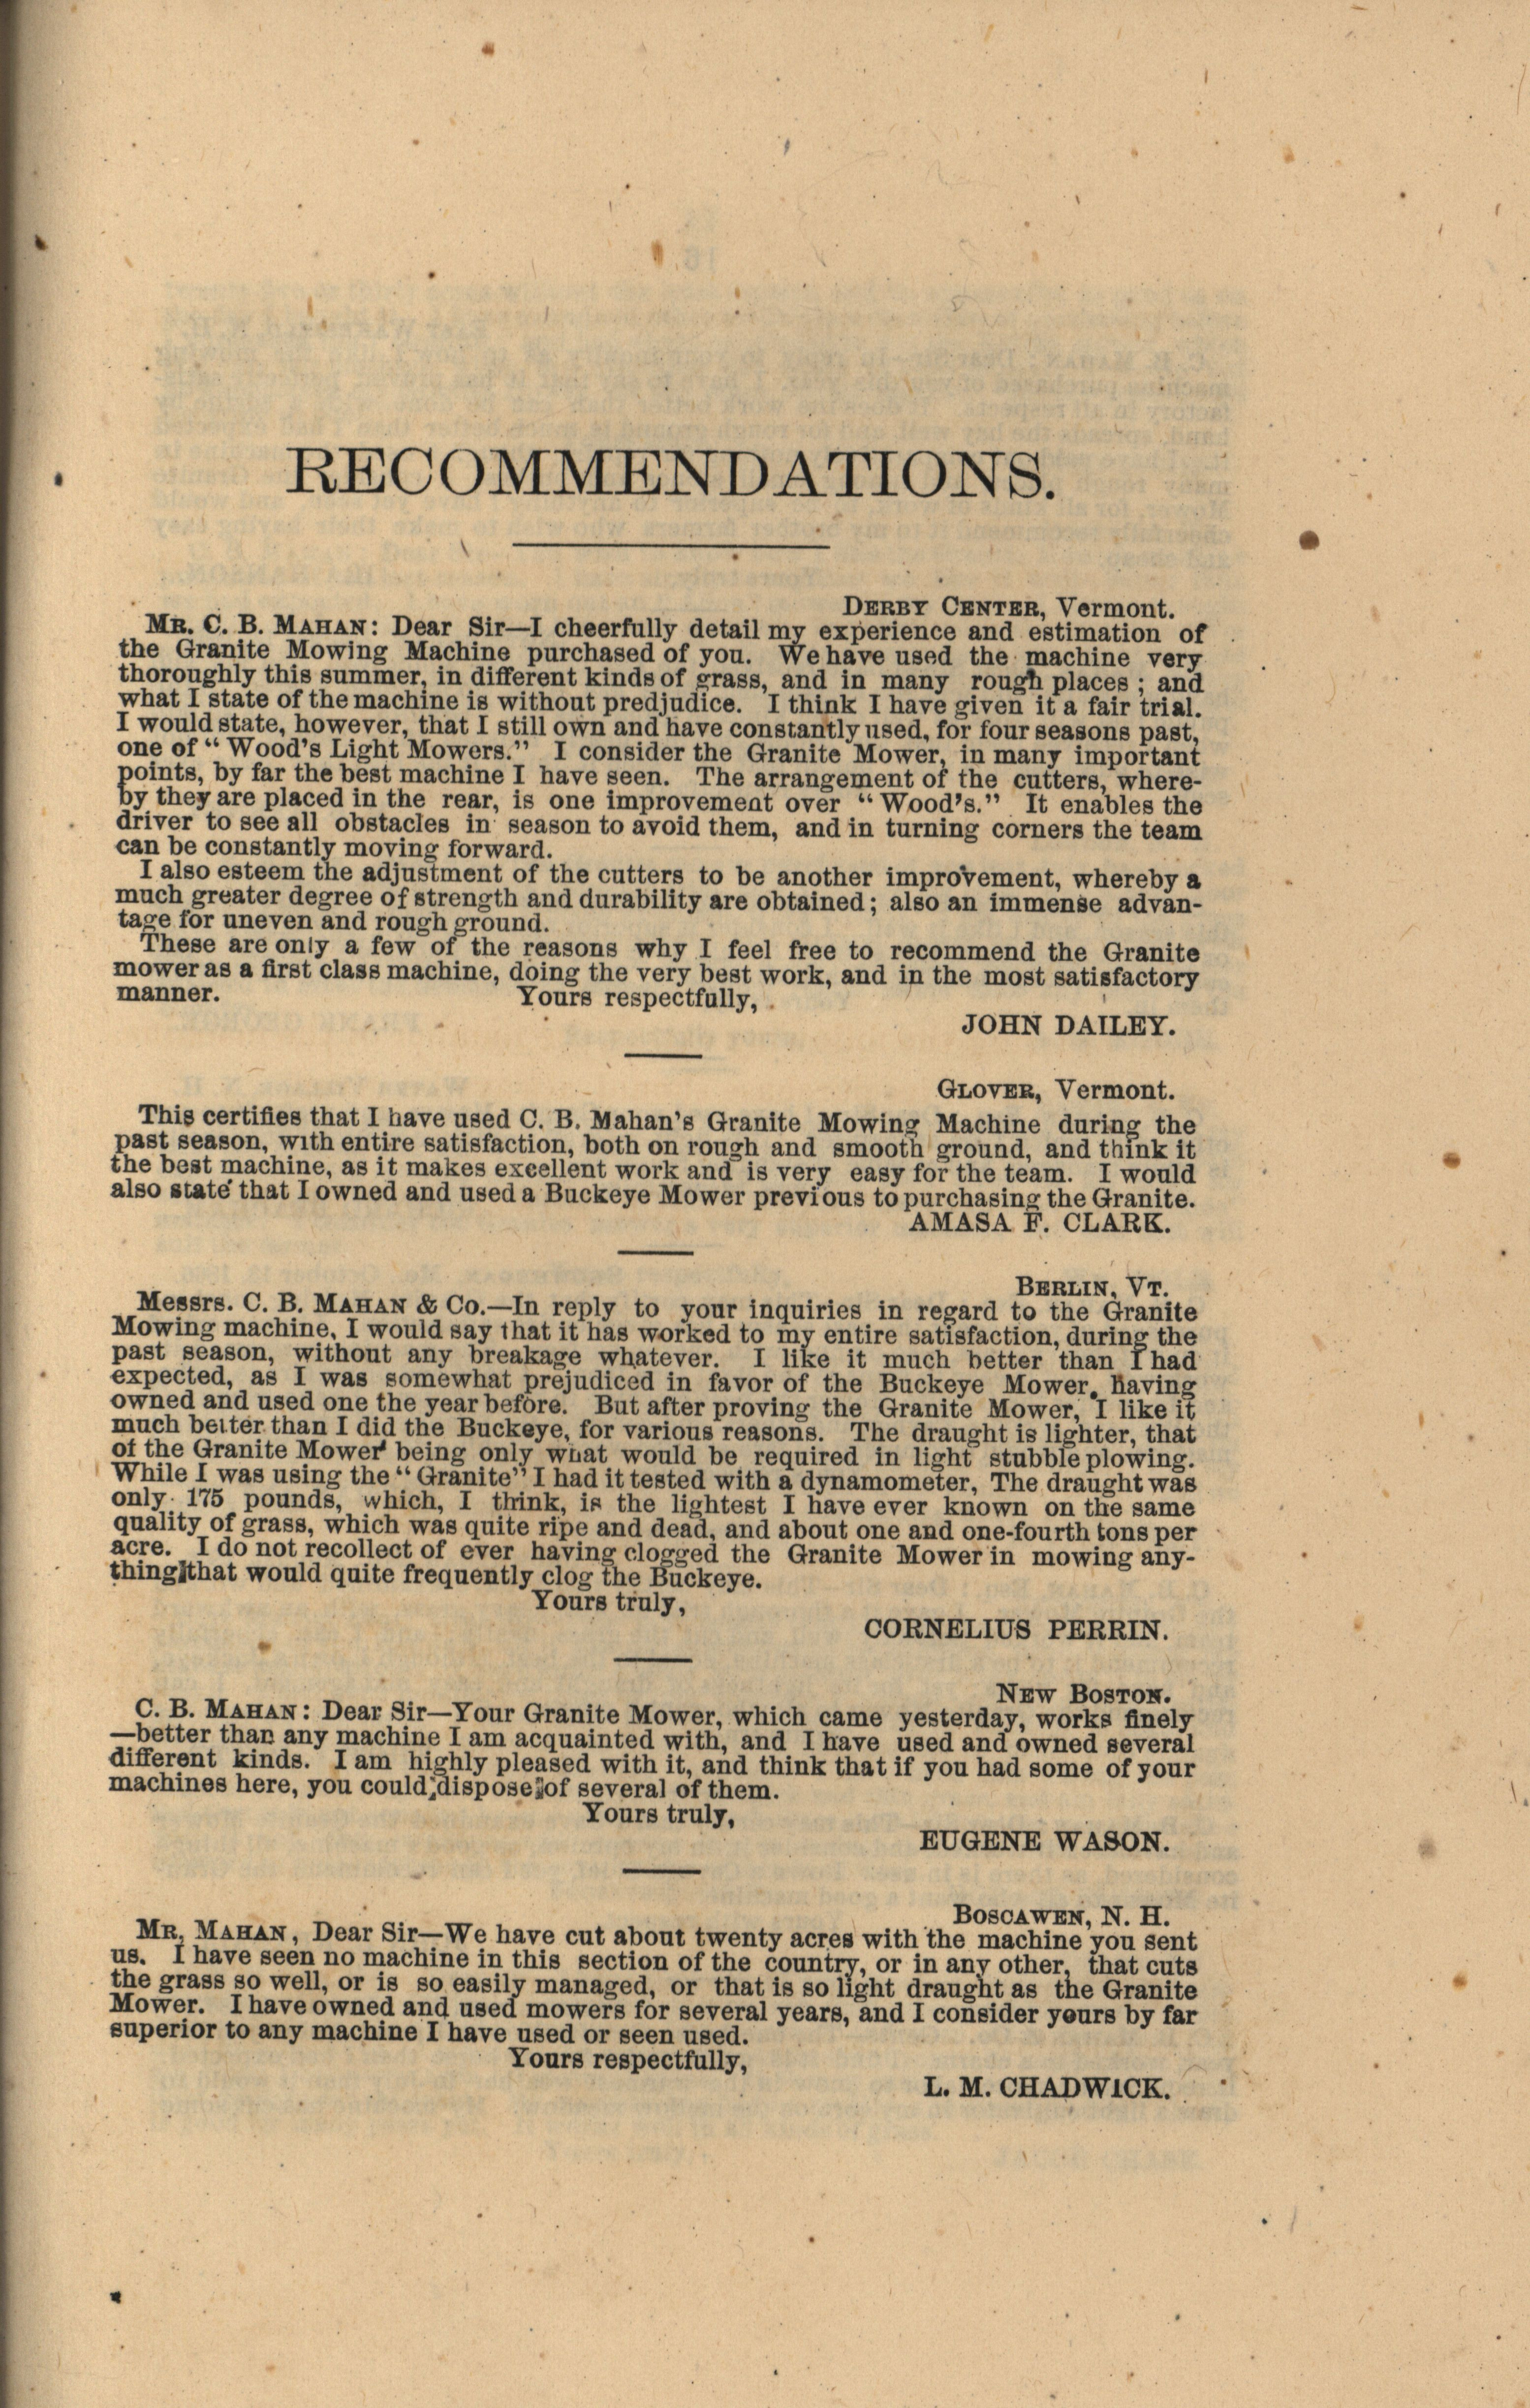 RECOMMENDATIONS.
DERBY CENTER, Vermont.
MR. C. B. MAHAN: Dear Sir—I cheerfully detail my experience and estimation of
the Granite Mowing Machine purchased of you. We have used the machine very
thoroughly this summer, in different kinds of grass, and in many rough places ; and
what I state of the machine is without predjudice. I think I have given it a fair trial.
I would state, however, that I still own and have constantly used, for four seasons past,
one of “ Wood's Light Mowers.” I consider the Granite Mower, in many important
points, by far the best machine I have seen. The arrangement of the cutters, where-
by they are placed in the rear, is one improvement over “ Wood's.” It enables the
driver to see all obstacles in season to avoid them, and in turning corners the team
can be constantly moving forward.
I also esteem the adjustment of the cutters to be another improvement, whereby a
much greater degree of strength and durability are obtained; also an immense advan-
tage for uneven and rough ground.
These are only a few of the reasons why I feel free to recommend the Granite
mower as a first class machine, doing the very best work, and in the most satisfactory
manner. Yours respectfully,
JOHN DAILEY.
GLOVER, Vermont.
This certifies that I have used C. B. Mahan's Granite Mowing Machine during the
past season, with entire satisfaction, both on rough and smooth ground, and think it
the best machine, as it makes excellent work and is very easy for the team. I would
also state that I owned and used a Buckeye Mower previous to purchasing the Granite.
AMASA F. CLARK.
BERLIN, VT.
Messrs. C. B. MAHAN & Co.—In reply to your inquiries in regard to the Granite
Mowing machine, I would say that it has worked to my entire satisfaction, during the
past season, without any breakage whatever. I like it much better than I had
expected, as I was somewhat prejudiced in favor of the Buckeye Mower, having
owned and used one the year before. But after proving the Granite Mower, I like it
much better than I did the Buckeye, for various reasons. The draught is lighter, that
of the Granite Mower being only what would be required in light stubble plowing.
While I was using the “ Granite” I had it tested with a dynamometer, The draught was
only 175 pounds, which, I think, is the lightest I have ever known on the same
quality of grass, which was quite ripe and dead, and about one and one-fourth tons per
acre. I do not recollect of ever having clogged the Granite Mower in mowing any-
thing that would quite frequently clog the Buckeye.
Yours truly,
CORNELIUS PERRIN.
NEW BOSTON.
C. B. MAHAN: Dear Sir—Your Granite Mower, which came yesterday, works finely
—better than any machine I am acquainted with, and I have used and owned several
different kinds. I am highly pleased with it, and think that if you had some of your
machines here, you could dispose of several of them.
Yours truly,
EUGENE WASON.
BOSCAWEN, N. H.
MR. MAHAN, Dear Sir—We have cut about twenty acres with the machine you sent
us. I have seen no machine in this section of the country, or in any other, that cuts
the grass so well, or is so easily managed, or that is so light draught as the Granite
Mower. I have owned and used mowers for several years, and I consider yours by far
superior to any machine I have used or seen used.
Yours respectfully,
L. M. CHADWICK.